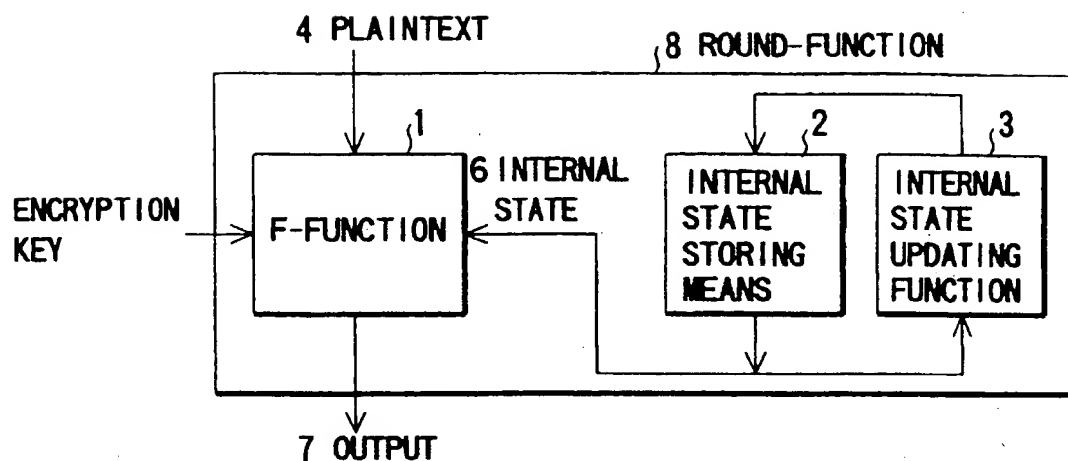 4 PLAINTEXT
8 ROUND-FUNCTION
1
2
3
6 INTERNAL
STATE
ENCRYPTION
KEY
F-FUNCTION
INTERNAL
STATE
STORING
MEANS
INTERNAL
STATE
UPDATING
FUNCTION
7 OUTPUT